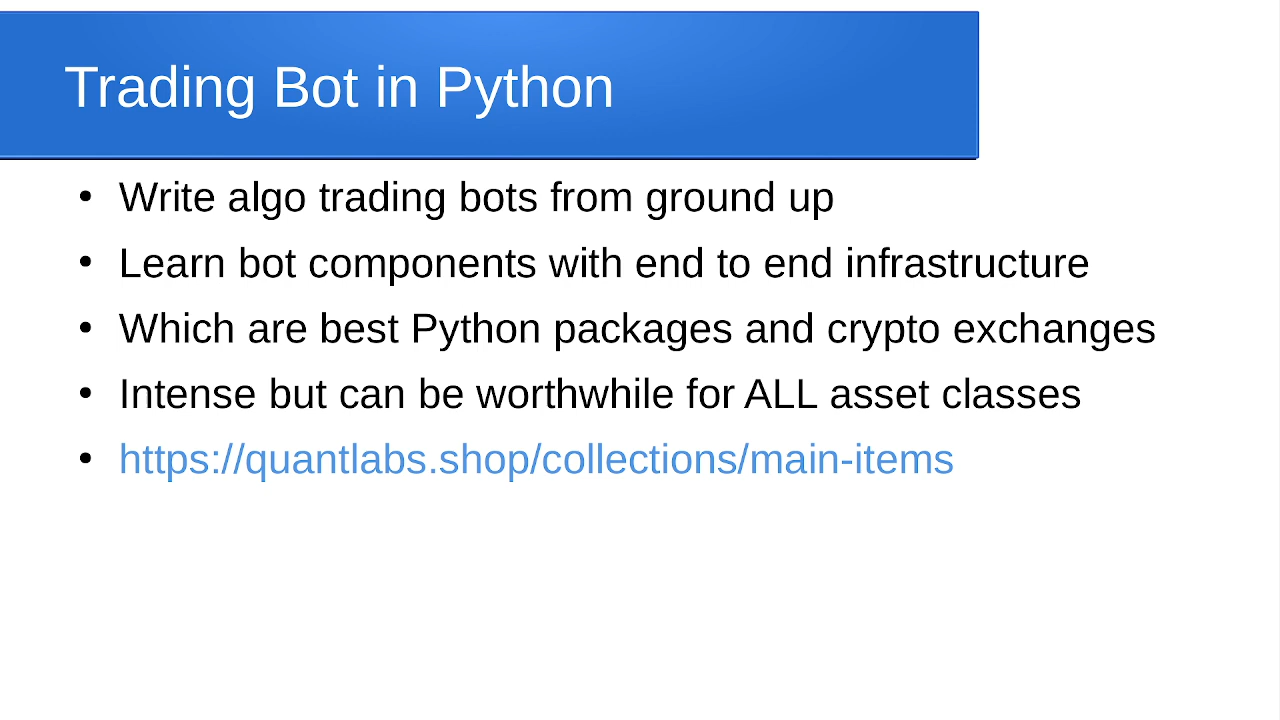 Trading Bot in Python
• Write algo trading bots from ground up
• Learn bot components with end to end infrastructure
• Which are best Python packages and crypto exchanges
• Intense but can be worthwhile for ALL asset classes
• https://quantlabs.shop/collections/main-items